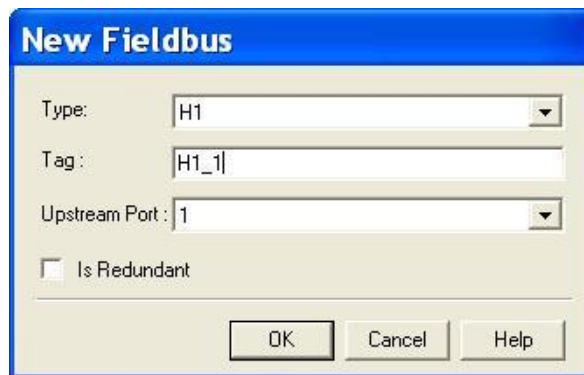 New Fieldbus
Type: H1
Tag : H1_1
Upstream Port : 1
Is Redundant
OK Cancel Help